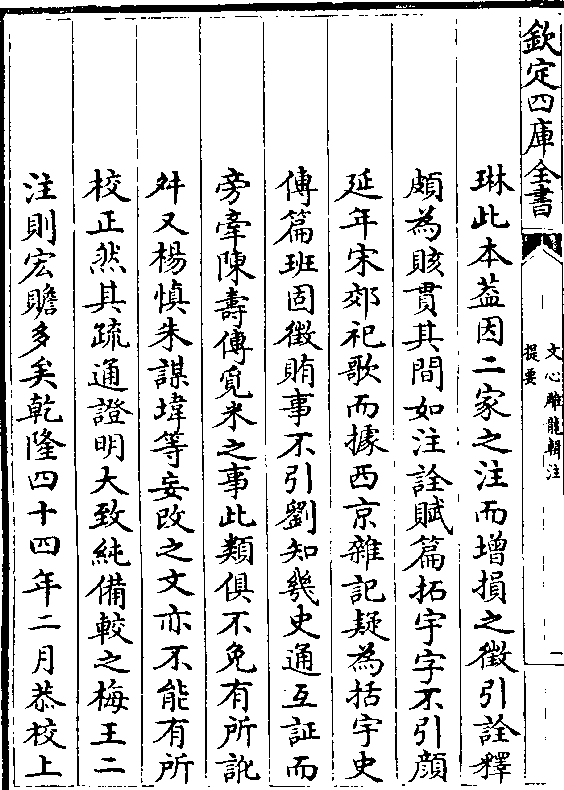 欽定四庫全書
文心雕龍輯注
提要
一
琳此本葢因二家之注而增損之徵引詮釋
頗為賅貫其間如注詮賦篇拓宇字不引顔
延年宋郊祀歌而據西京雜記疑為括宇史
傳篇班固徵賄事不引劉知幾史通互証而
旁牽陳壽傳覓米之事此類俱不免有所訛
舛又楊慎朱謀㙔等妄改之文亦不能有所
校正然其疏通證明大致純備較之梅王二
注則宏贍多矣乾隆四十四年二月恭校上